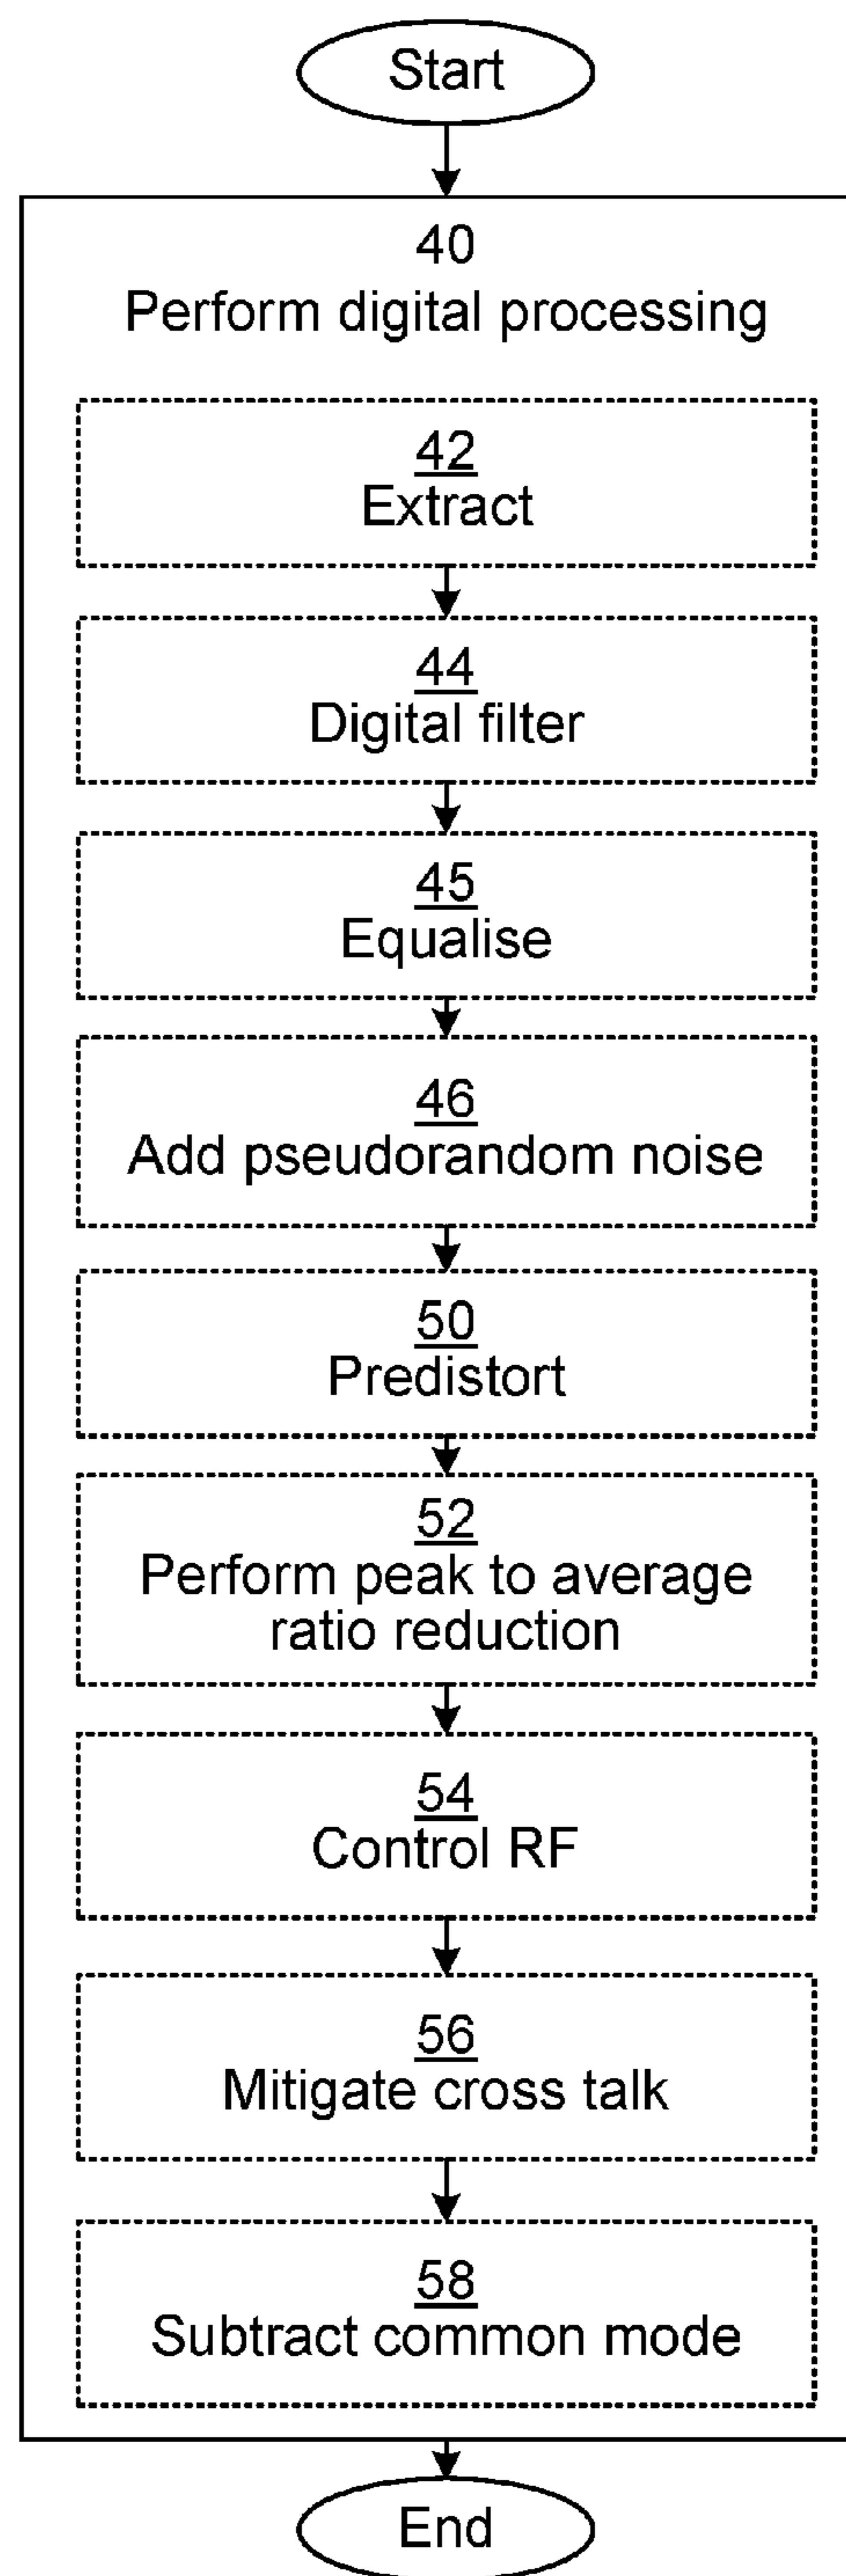 Start
40
Perform digital processing
42
Extract
44
Digital filter
45
Equalise
46
Add pseudorandom noise
50
Predistort
52
Perform peak to average
ratio reduction
54
Control RF
56
Mitigate cross talk
58
Subtract common mode
End